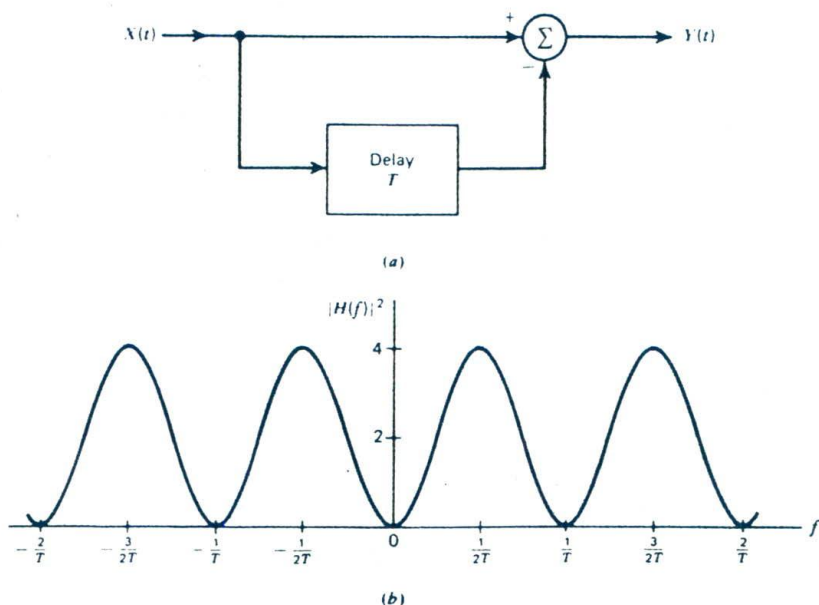 X(t)
+
Σ
Y(t)
−
Delay
T
(a)
|H(f)|²
4
2
−2/T
−3/2T
−1/T
−1/2T
0
1/2T
1/T
3/2T
2/T
f
(b)